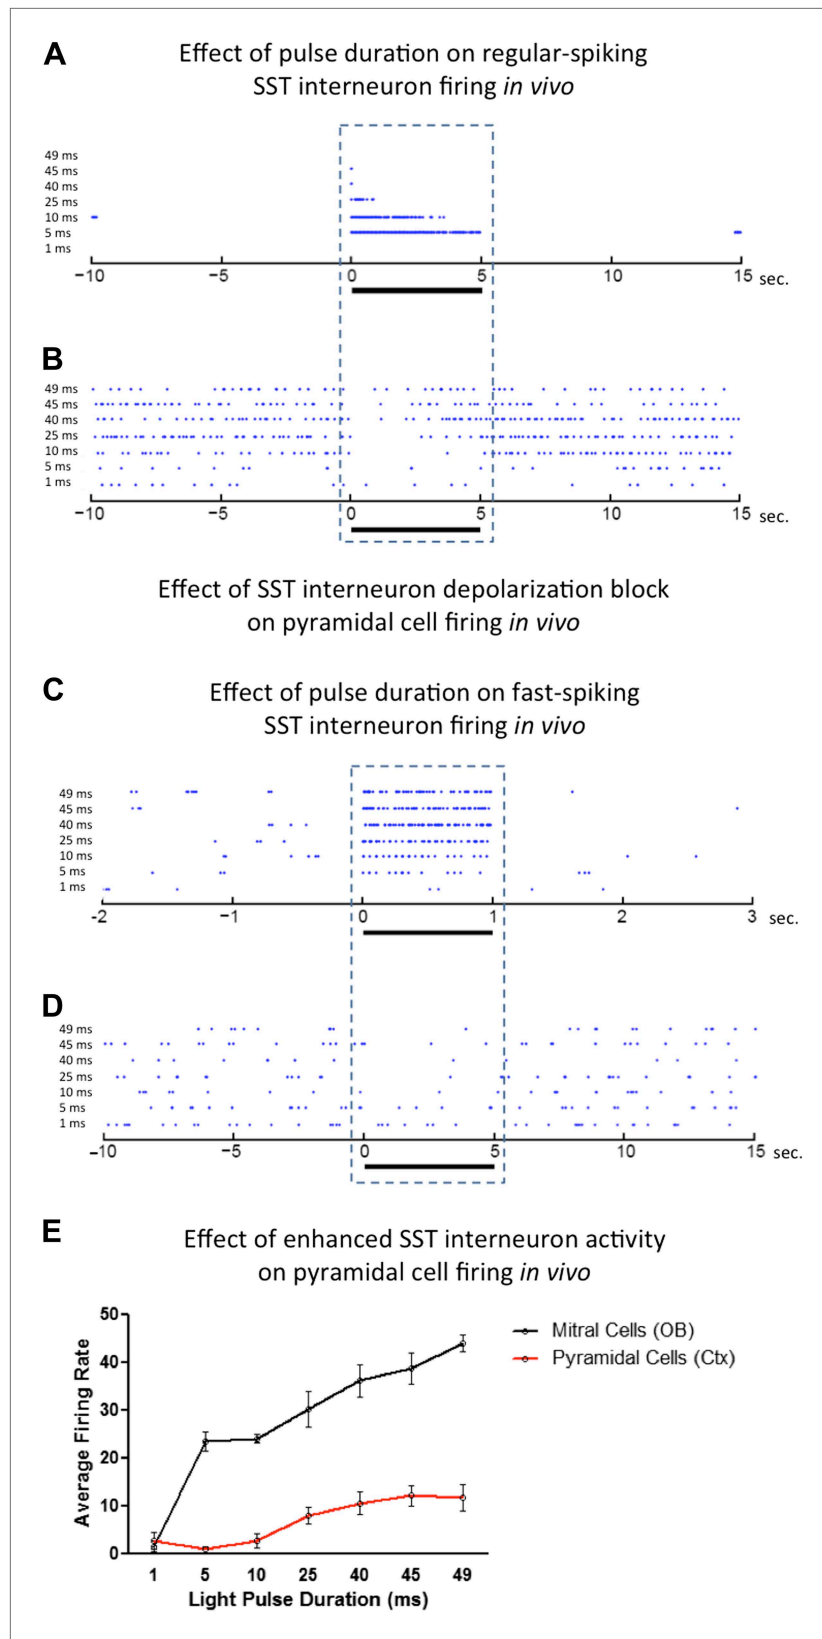 A
Effect of pulse duration on regular-spiking
SST interneuron firing in vivo
49 ms
45 ms
40 ms
25 ms
10 ms
5 ms
1 ms
−10 −5 0 5 10 15 sec.
B
49 ms
45 ms
40 ms
25 ms
10 ms
5 ms
1 ms
−10 −5 0 5 10 15 sec.
Effect of SST interneuron depolarization block
on pyramidal cell firing in vivo
C
Effect of pulse duration on fast-spiking
SST interneuron firing in vivo
49 ms
45 ms
40 ms
25 ms
10 ms
5 ms
1 ms
-2 -1 0 1 2 3 sec.
D
49 ms
45 ms
40 ms
25 ms
10 ms
5 ms
1 ms
−10 −5 0 5 10 15 sec.
E
Effect of enhanced SST interneuron activity
on pyramidal cell firing in vivo
50
40
30
20
10
0
Average Firing Rate
Mitral Cells (OB)
Pyramidal Cells (Ctx)
1 5 10 25 40 45 49
Light Pulse Duration (ms)